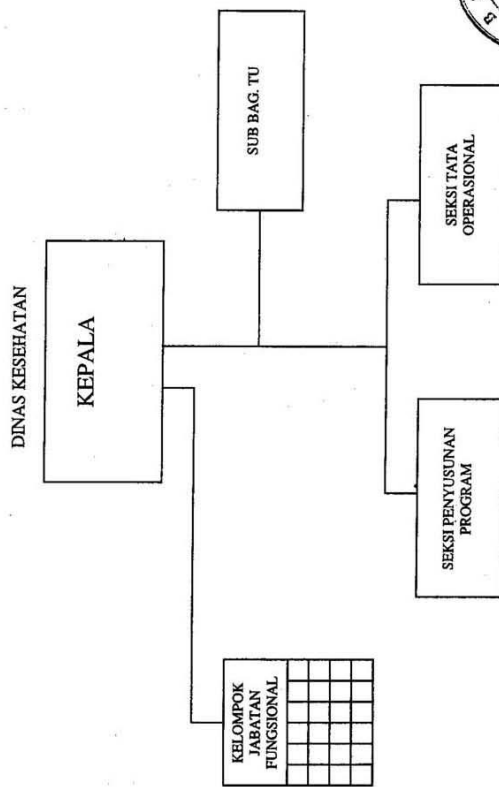 DINAS KESEHATAN
KEPALA
SUB BAG. TU
KELOMPOK
JABATAN
FUNGSIONAL
SEKSI PENYUSUNAN
PROGRAM
SEKSI TATA
OPERASIONAL